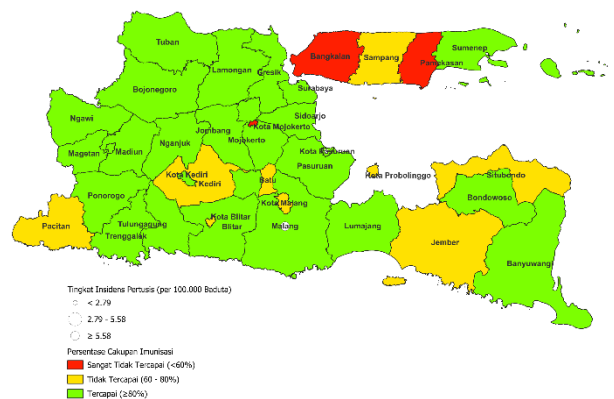 Tuban
Lamongan
Gresik
Bangkalan
Sampang
Pamekasan
Sumenep
Bojonegoro
Surabaya
Ngawi
Jombang
Sidoarjo
Kota Mojokerto
Mojokerto
Magetan
Madiun
Nganjuk
Kota Pasuruan
Pasuruan
Kota Kediri
Kediri
Batu
Kota Probolinggo
Situbondo
Ponorogo
Bondowoso
Kota Malang
Pacitan
Tulungagung
Kota Blitar
Blitar
Malang
Lumajang
Trenggalek
Jember
Banyuwangi
Tingkat Insidens Pertusis (per 100.000 Baduta)
< 2.79
2.79 - 5.58
≥ 5.58
Persentase Cakupan Imunisasi
Sangat Tidak Tercapai (<60%)
Tidak Tercapai (60 - 80%)
Tercapai (≥80%)